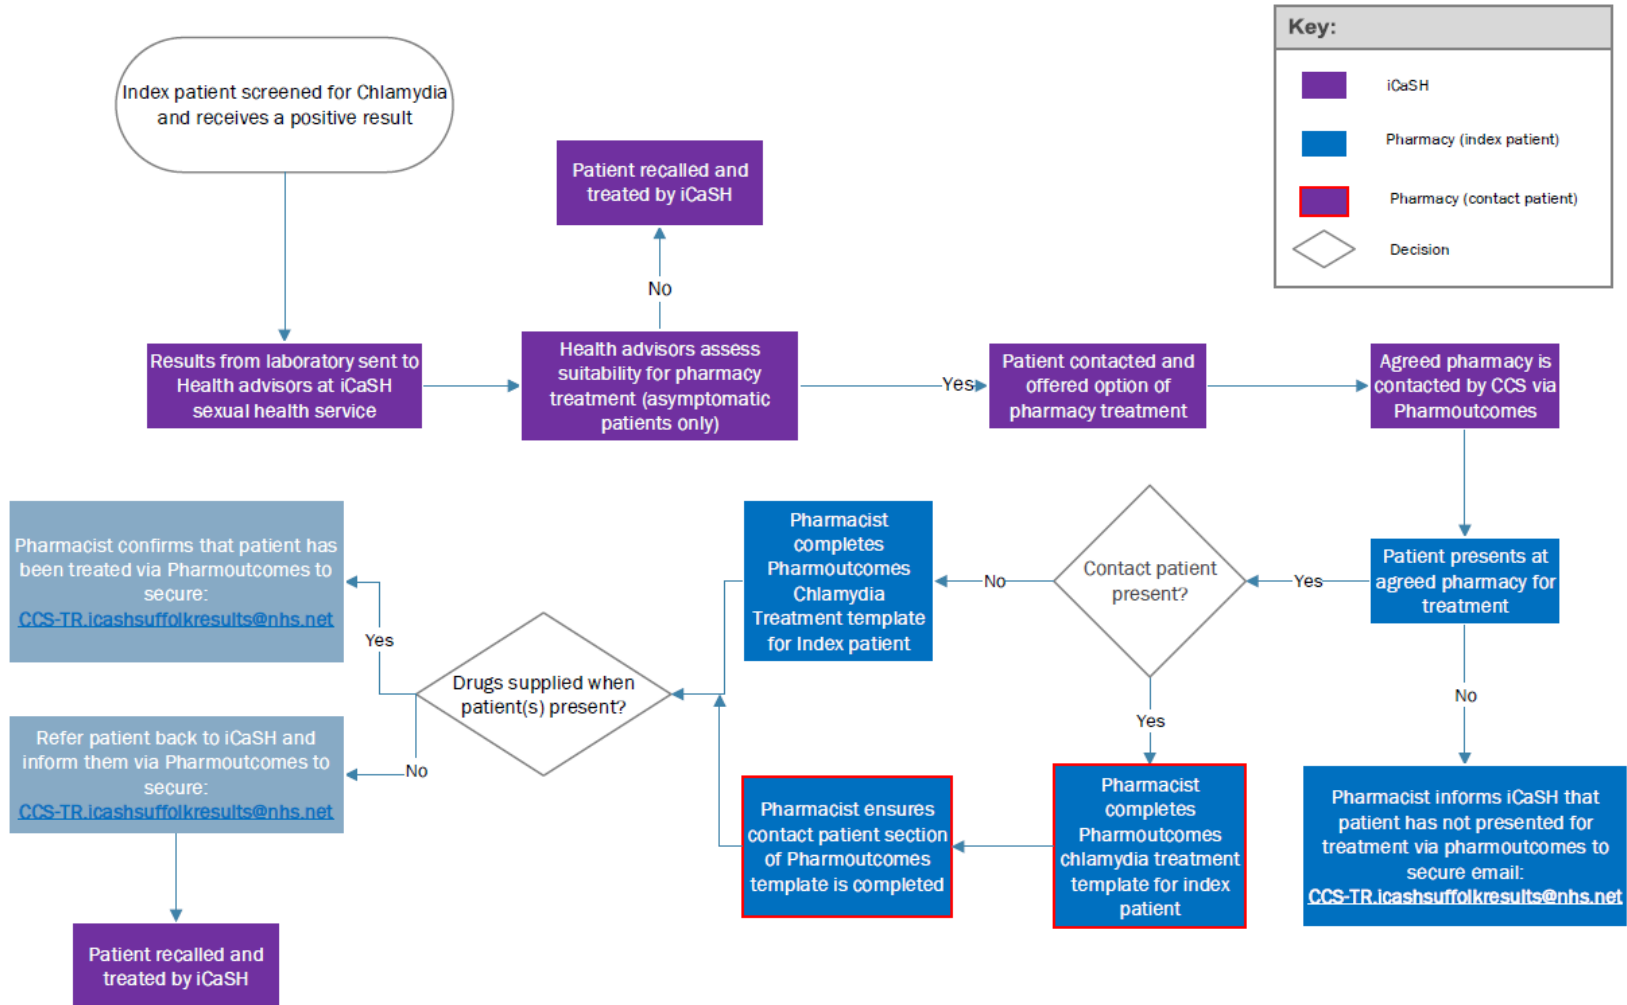 Key:
iCaSH
Pharmacy (index patient)
Pharmacy (contact patient)
Decision
Index patient screened for Chlamydia
and receives a positive result
Patient recalled and
treated by iCaSH
No
Results from laboratory sent to
Health advisors at iCaSH
sexual health service
Health advisors assess
suitability for pharmacy
treatment (asymptomatic
patients only)
Yes
Patient contacted and
offered option of
pharmacy treatment
Agreed pharmacy is
contacted by CCS via
Pharmoutcomes
Patient presents at
agreed pharmacy for
treatment
Yes
No
Contact patient
present?
No
Yes
Pharmacist
completes
Pharmoutcomes
Chlamydia
Treatment template
for Index patient
Pharmacist
completes
Pharmoutcomes
chlamydia treatment
template for index
patient
Pharmacist ensures
contact patient section
of Pharmoutcomes
template is completed
Pharmacist informs iCaSH that
patient has not presented for
treatment via pharmoutcomes to
secure email:
CCS-TR.icashsuffolkresults@nhs.net
Drugs supplied when
patient(s) present?
Yes
No
Pharmacist confirms that patient has
been treated via Pharmoutcomes to
secure:
CCS-TR.icashsuffolkresults@nhs.net
Refer patient back to iCaSH and
inform them via Pharmoutcomes to
secure:
CCS-TR.icashsuffolkresults@nhs.net
Patient recalled and
treated by iCaSH